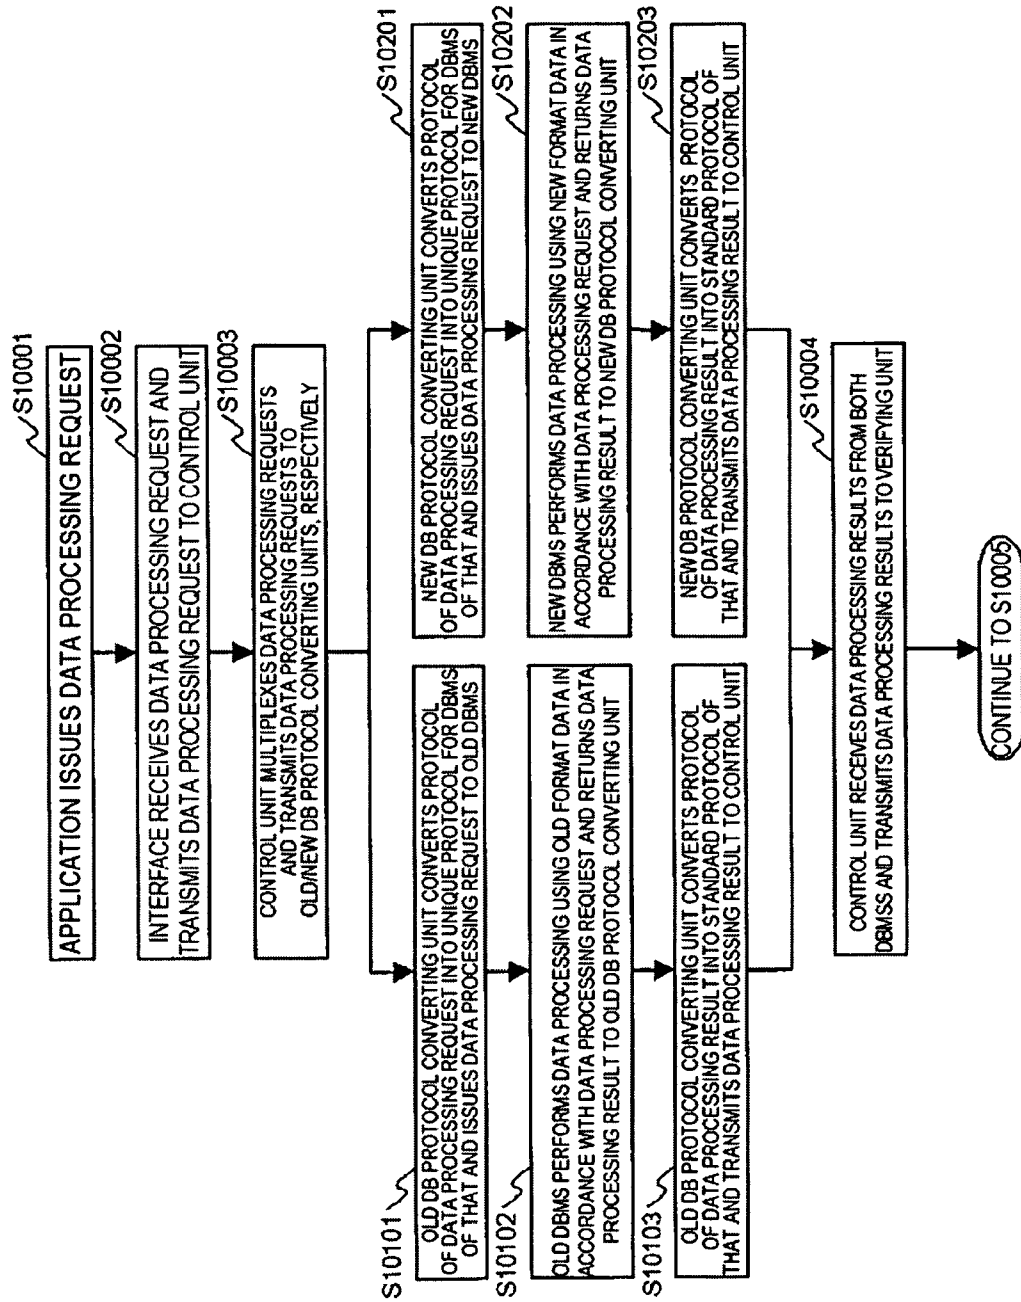 S10001
APPLICATION ISSUES DATA PROCESSING REQUEST
S10002
INTERFACE RECEIVES DATA PROCESSING REQUEST AND
TRANSMITS DATA PROCESSING REQUEST TO CONTROL UNIT
S10003
CONTROL UNIT MULTIPLEXES DATA PROCESSING REQUESTS
AND TRANSMITS DATA PROCESSING REQUESTS TO
OLD/NEW DB PROTOCOL CONVERTING UNITS, RESPECTIVELY
S10101
OLD DB PROTOCOL CONVERTING UNIT CONVERTS PROTOCOL
OF DATA PROCESSING REQUEST INTO UNIQUE PROTOCOL FOR DBMS
OF THAT AND ISSUES DATA PROCESSING REQUEST TO OLD DBMS
S10102
OLD DBMS PERFORMS DATA PROCESSING USING OLD FORMAT DATA IN
ACCORDANCE WITH DATA PROCESSING REQUEST AND RETURNS DATA
PROCESSING RESULT TO OLD DB PROTOCOL CONVERTING UNIT
S10103
OLD DB PROTOCOL CONVERTING UNIT CONVERTS PROTOCOL
OF DATA PROCESSING RESULT INTO STANDARD PROTOCOL OF
THAT AND TRANSMITS DATA PROCESSING RESULT TO CONTROL UNIT
S10201
NEW DB PROTOCOL CONVERTING UNIT CONVERTS PROTOCOL
OF DATA PROCESSING REQUEST INTO UNIQUE PROTOCOL FOR DBMS
OF THAT AND ISSUES DATA PROCESSING REQUEST TO NEW DBMS
S10202
NEW DBMS PERFORMS DATA PROCESSING USING NEW FORMAT DATA IN
ACCORDANCE WITH DATA PROCESSING REQUEST AND RETURNS DATA
PROCESSING RESULT TO NEW DB PROTOCOL CONVERTING UNIT
S10203
NEW DB PROTOCOL CONVERTING UNIT CONVERTS PROTOCOL
OF DATA PROCESSING RESULT INTO STANDARD PROTOCOL OF
THAT AND TRANSMITS DATA PROCESSING RESULT TO CONTROL UNIT
S10004
CONTROL UNIT RECEIVES DATA PROCESSING RESULTS FROM BOTH
DBMSS AND TRANSMITS DATA PROCESSING RESULTS TO VERIFYING UNIT
CONTINUE TO S10005